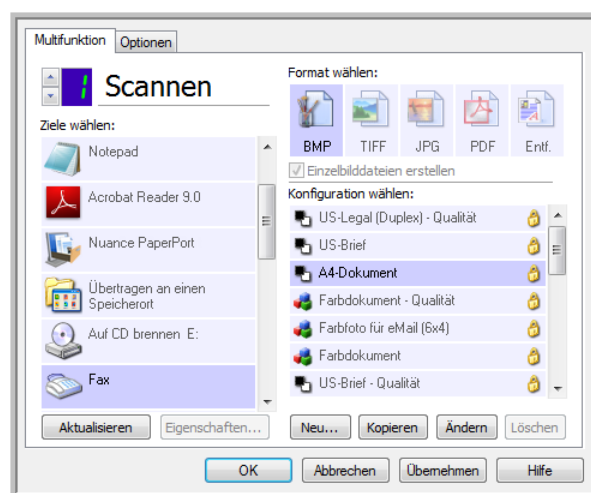 Multifunktion
Optionen
1
Scannen
Ziele wählen:
Notepad
Acrobat Reader 9.0
Nuance PaperPort
Übertragen an einen
Speicherort
Auf CD brennen E:
Fax
Aktualisieren
Eigenschaften...
Format wählen:
BMP
TIFF
JPG
PDF
Entf.
Einzelbilddateien erstellen
Konfiguration wählen:
US-Legal (Duplex) - Qualität
US-Brief
A4-Dokument
Farbdokument - Qualität
Farbfoto für eMail (6x4)
Farbdokument
US-Brief - Qualität
Neu...
Kopieren
Ändern
Löschen
OK
Abbrechen
Übernehmen
Hilfe